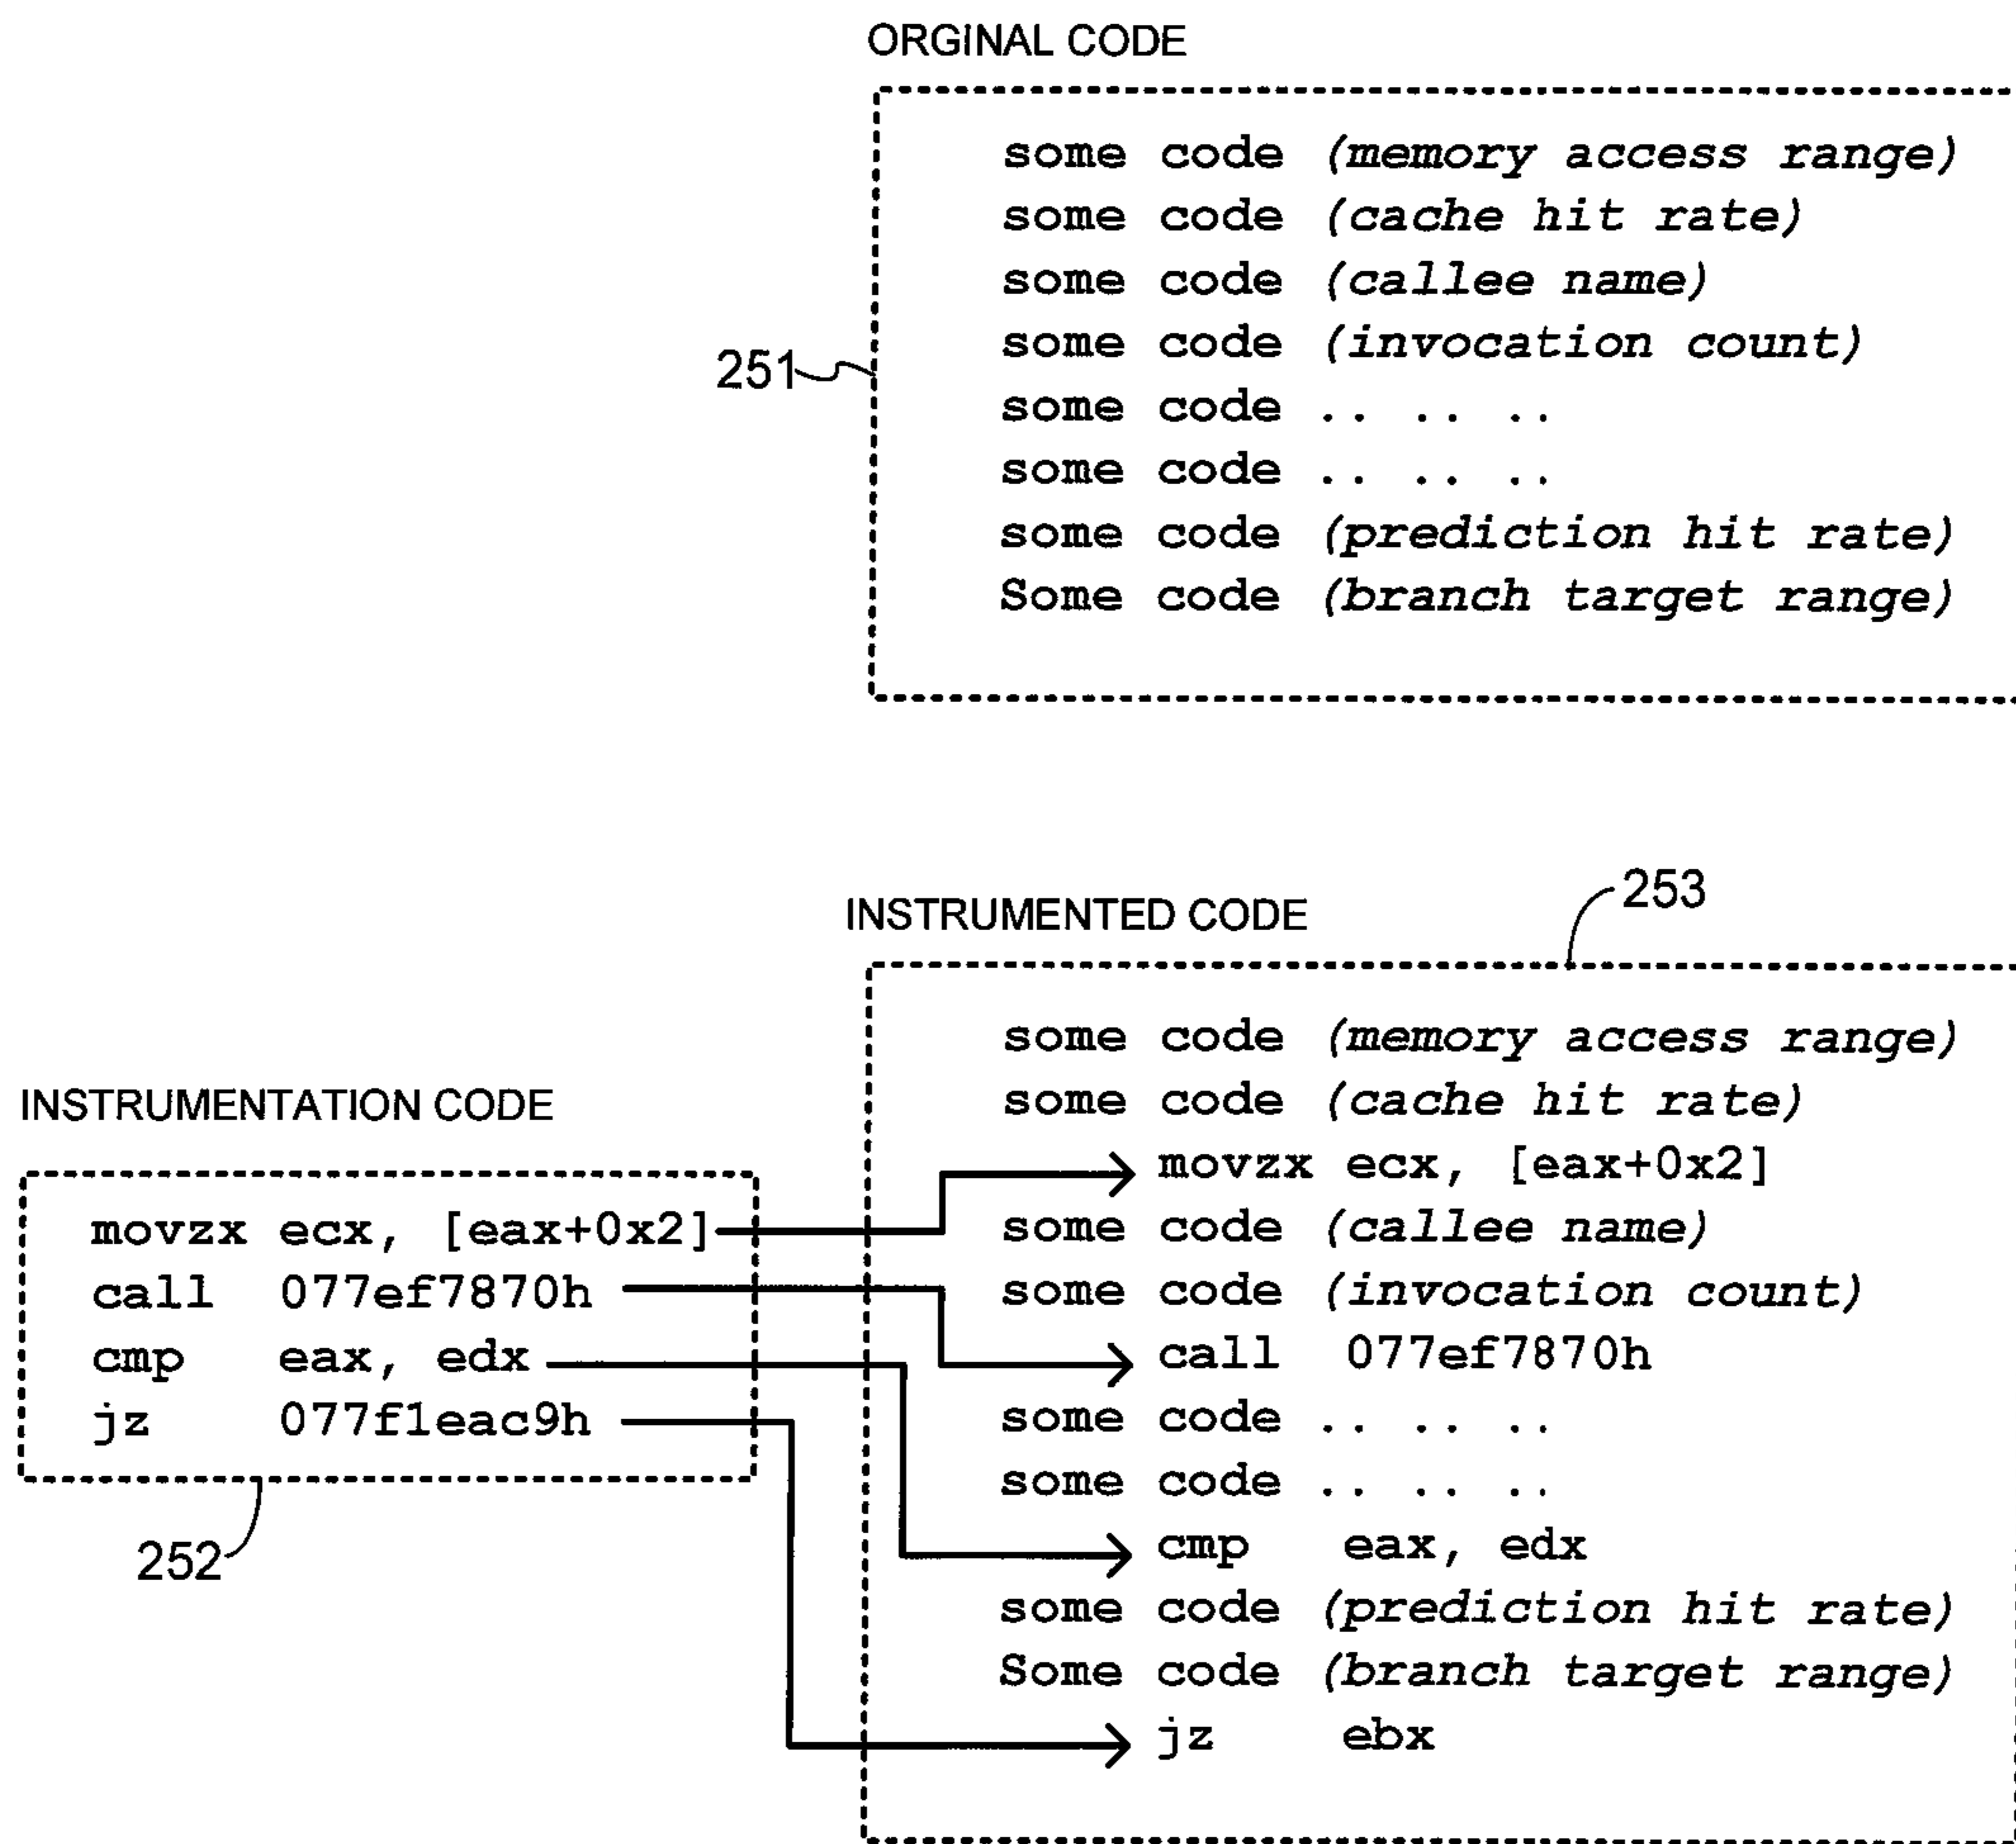 ORGINAL CODE
some code (memory access range)
some code (cache hit rate)
some code (callee name)
some code (invocation count)
251
some code .. .. ..
some code .. .. ..
some code (prediction hit rate)
Some code (branch target range)
253
INSTRUMENTED CODE
some code (memory access range)
some code (cache hit rate)
movzx ecx, [eax+0x2]
some code (callee name)
some code (invocation count)
call 077ef7870h
some code .. .. ..
some code .. .. ..
cmp eax, edx
some code (prediction hit rate)
Some code (branch target range)
jz ebx
INSTRUMENTATION CODE
movzx ecx, [eax+0x2]
call 077ef7870h
cmp eax, edx
jz 077f1eac9h
252